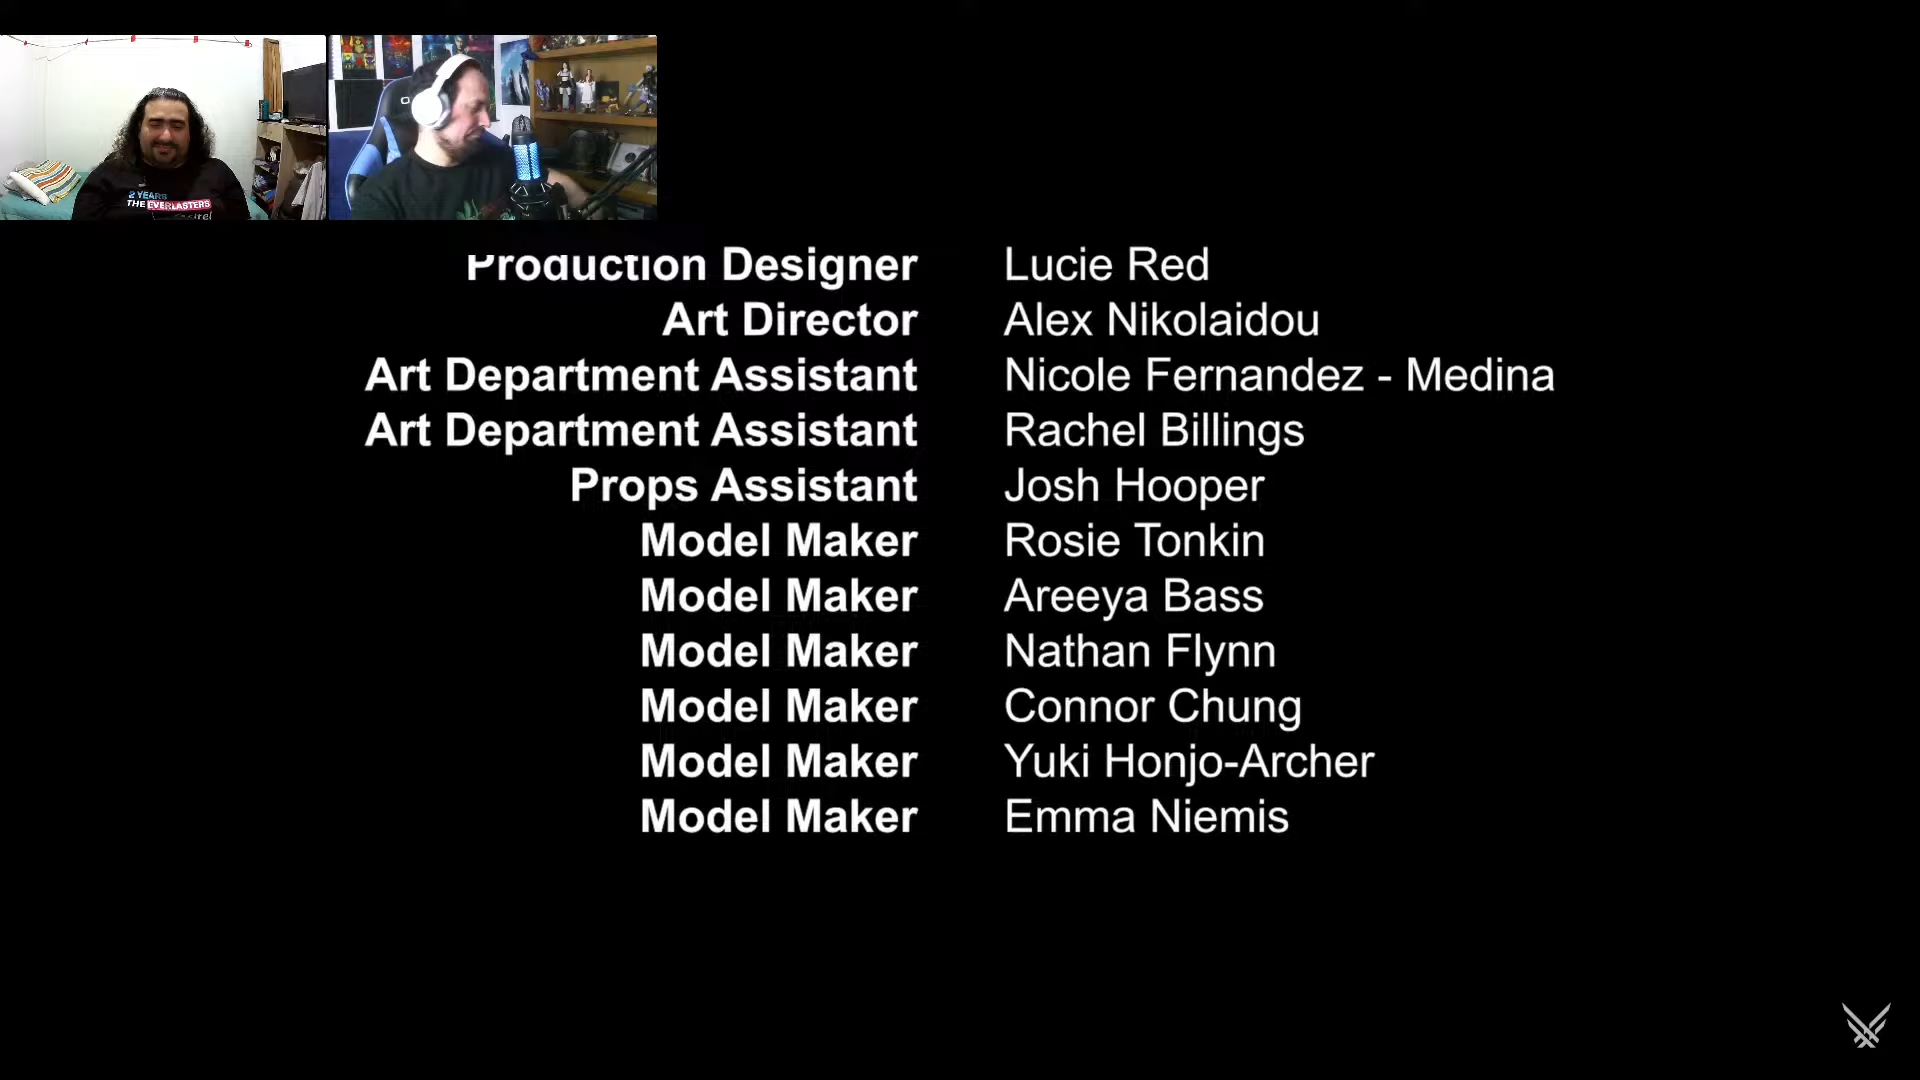 2 YEARS
THE EVERLASTERS
Production Designer Lucie Red
Art Director Alex Nikolaidou
Art Department Assistant Nicole Fernandez - Medina
Art Department Assistant Rachel Billings
Props Assistant Josh Hooper
Model Maker Rosie Tonkin
Model Maker Areeya Bass
Model Maker Nathan Flynn
Model Maker Connor Chung
Model Maker Yuki Honjo-Archer
Model Maker Emma Niemis